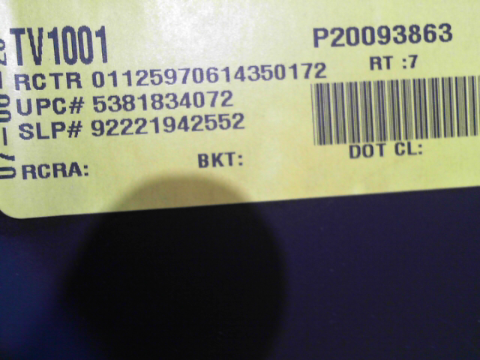 TV1001
P20093863
RCTR 01125970614350172
RT :7
UPC# 5381834072
SLP# 92221942552
DOT CL:
BKT:
RCRA: